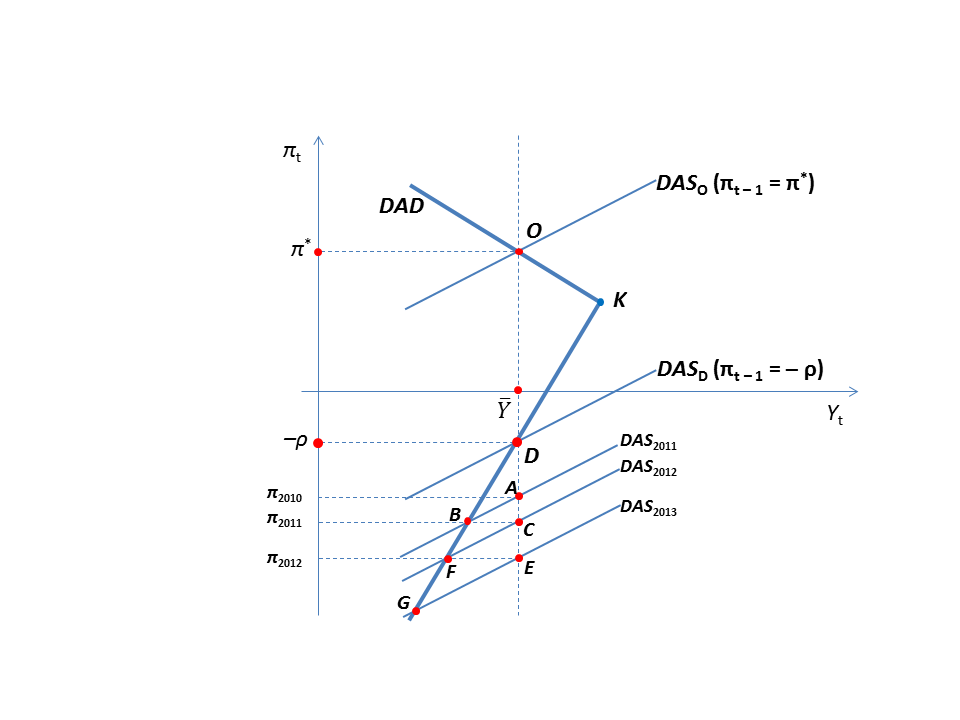 πt
DASO (πt – 1 = π*)
DAD
O
π*
K
DASD (πt – 1 = – ρ)
Ȳ
Yt
–ρ
D
DAS2011
DAS2012
A
π2010
DAS2013
B
π2011
C
π2012
F
E
G